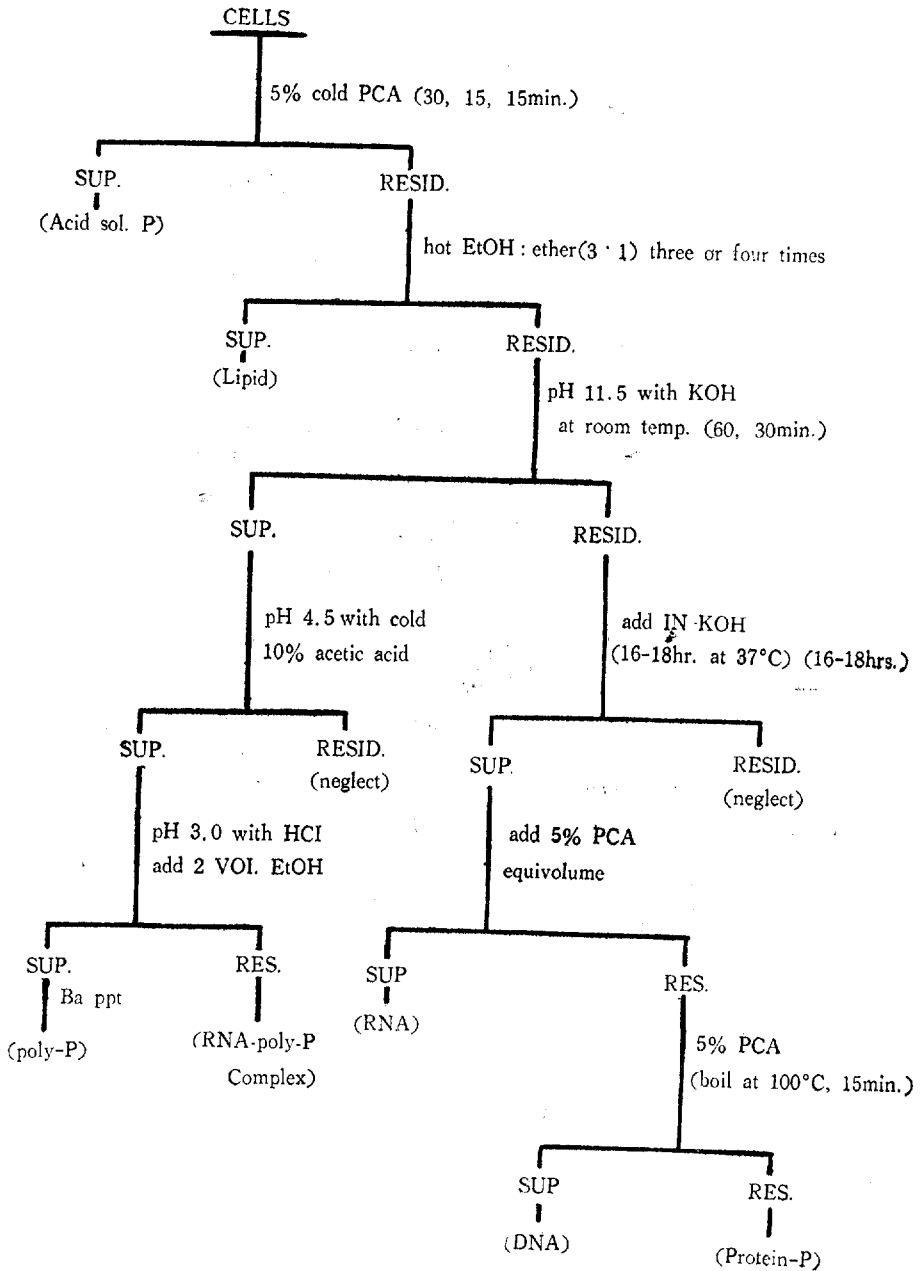 CELLS
5% cold PCA (30, 15, 15min.)
SUP.
RESID.
(Acid sol. P)
hot EtOH : ether(3 : 1) three or four times
SUP.
RESID.
(Lipid)
pH 11.5 with KOH
at room temp. (60, 30min.)
SUP.
RESID.
pH 4.5 with cold
10% acetic acid
add IN KOH
(16-18hr. at 37°C) (16-18hrs.)
SUP.
RESID.
(neglect)
SUP.
RESID.
(neglect)
pH 3.0 with HCl
add 2 VOl. EtOH
add 5% PCA
equivolume
SUP.
RES.
Ba ppt
(poly-P)
(RNA-poly-P
Complex)
SUP
(RNA)
RES.
5% PCA
(boil at 100°C, 15min.)
SUP
RES.
(DNA)
(Protein-P)